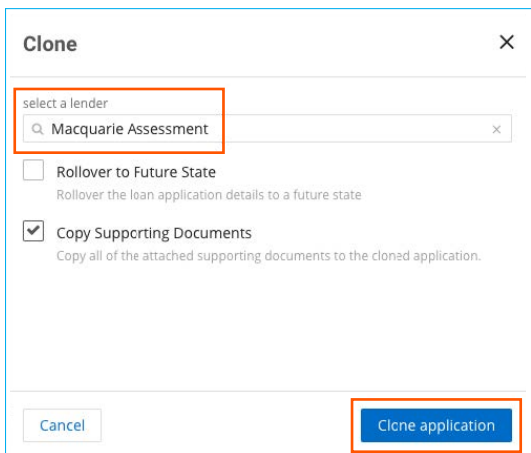 Clone
select a lender
Macquarie Assessment
Rollover to Future State
Rollover the loan application details to a future state
Copy Supporting Documents
Copy all of the attached supporting documents to the cloned application.
Cancel
Clone application